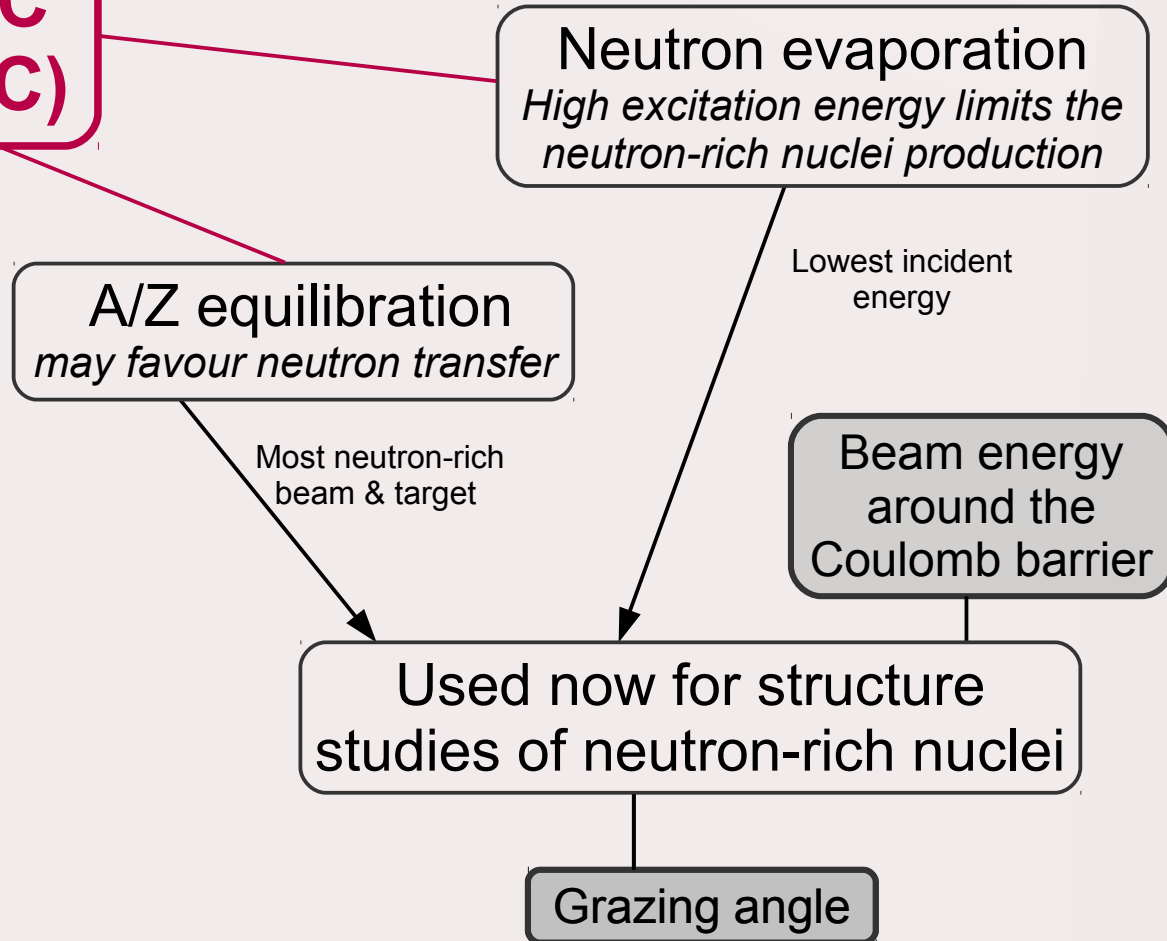 C
C)
Neutron evaporation
High excitation energy limits the
neutron-rich nuclei production
Lowest incident
energy
A/Z equilibration
may favour neutron transfer
Most neutron-rich
beam & target
Beam energy
around the
Coulomb barrier
Used now for structure
studies of neutron-rich nuclei
Grazing angle